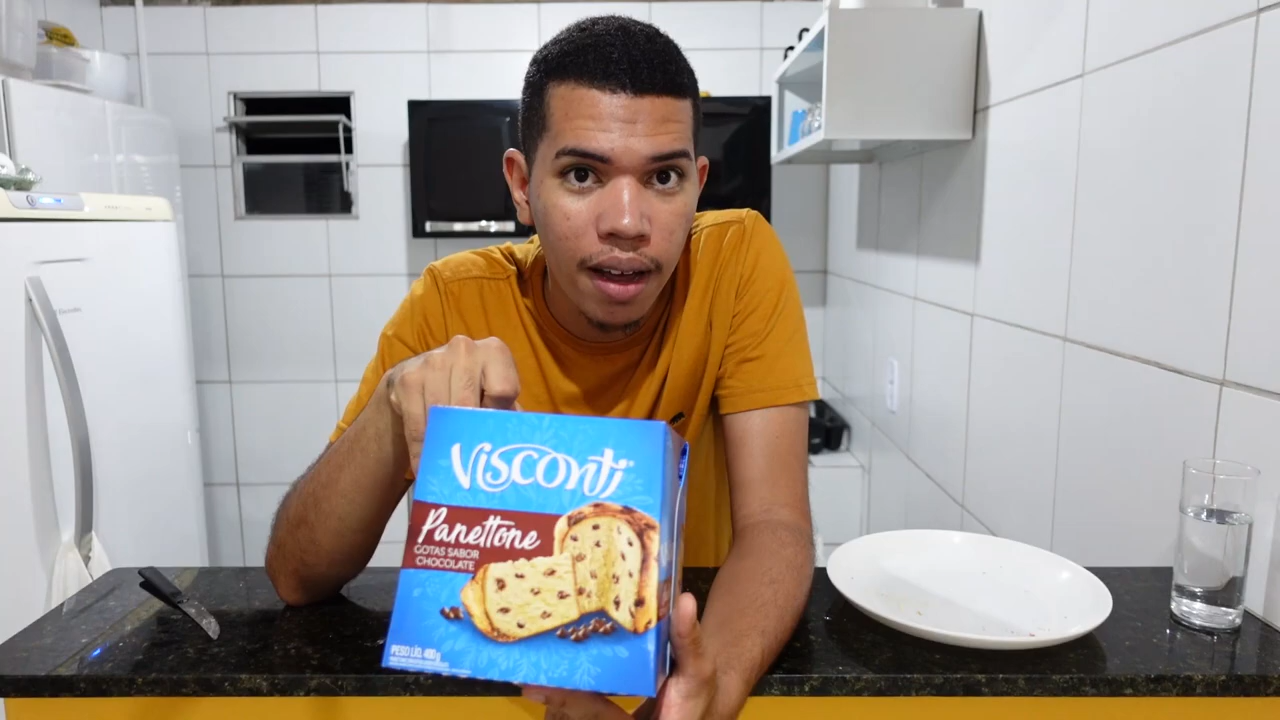 Visconti
Panettone
GOTAS SABOR
CHOCOLATE
PESO LÍQ. 400g